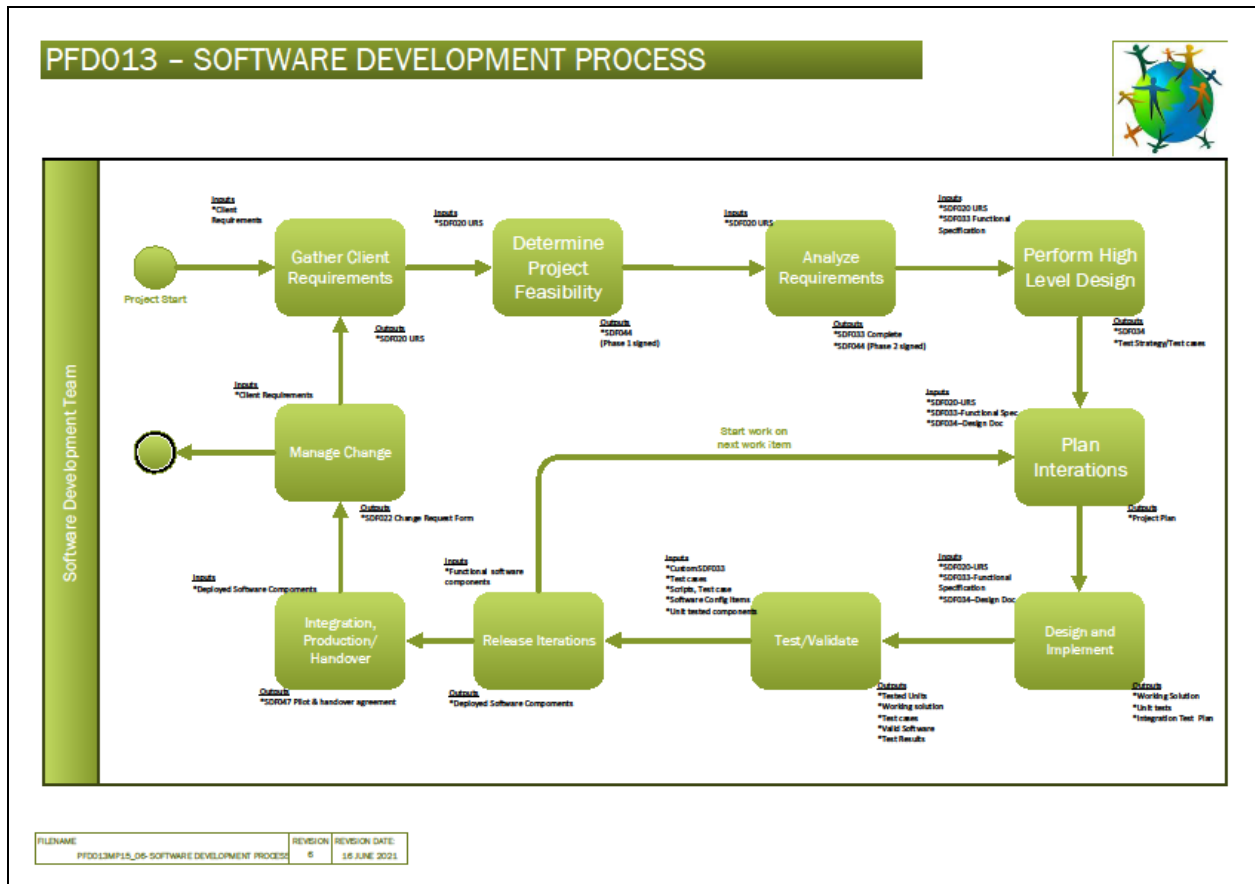 PFD013 – SOFTWARE DEVELOPMENT PROCESS
Software Development Team
Project Start
Inputs
*Client
Requirements
Gather Client
Requirements
Outputs
*SDF020 URS
Inputs
*SDF020 URS
Determine
Project
Feasibility
Outputs
*SDF044
(Phase 1 signed)
Inputs
*SDF020 URS
Analyze
Requirements
Outputs
*SDF033 Complete
*SDF044 (Phase 2 signed)
Inputs
*SDF020 URS
*SDF033 Functional
Specification
Perform High
Level Design
Outputs
*SDF034
*Test Strategy/Test cases
Inputs
*SDF020-URS
*SDF033-Functional Spec
*SDF034–Design Doc
Plan
Interations
Outputs
*Project Plan
Start work on
next work item
Inputs
*SDF020-URS
*SDF033-Functional
Specification
*SDF034–Design Doc
Design and
Implement
Outputs
*Working Solution
*Unit tests
*Integration Test Plan
Inputs
*CustomSDF033
*Test cases
*Scripts, Test case
*Software Config Items
*Unit tested components
Test/Validate
Outputs
*Tested Units
*Working solution
*Test cases
*Valid Software
*Test Results
Inputs
*Functional software
components
Release Iterations
Outputs
*Deployed Software Compoments
Inputs
*Deployed Software Components
Integration,
Production/
Handover
Outputs
*SDF047 Pilot & handover agreement
Inputs
*Client Requirements
Manage Change
Outputs
*SDF022 Change Request Form
FILENAME
PFD013MP15_06-SOFTWARE DEVELOPMENT PROCESS
REVISION
6
REVISION DATE:
16 JUNE 2021